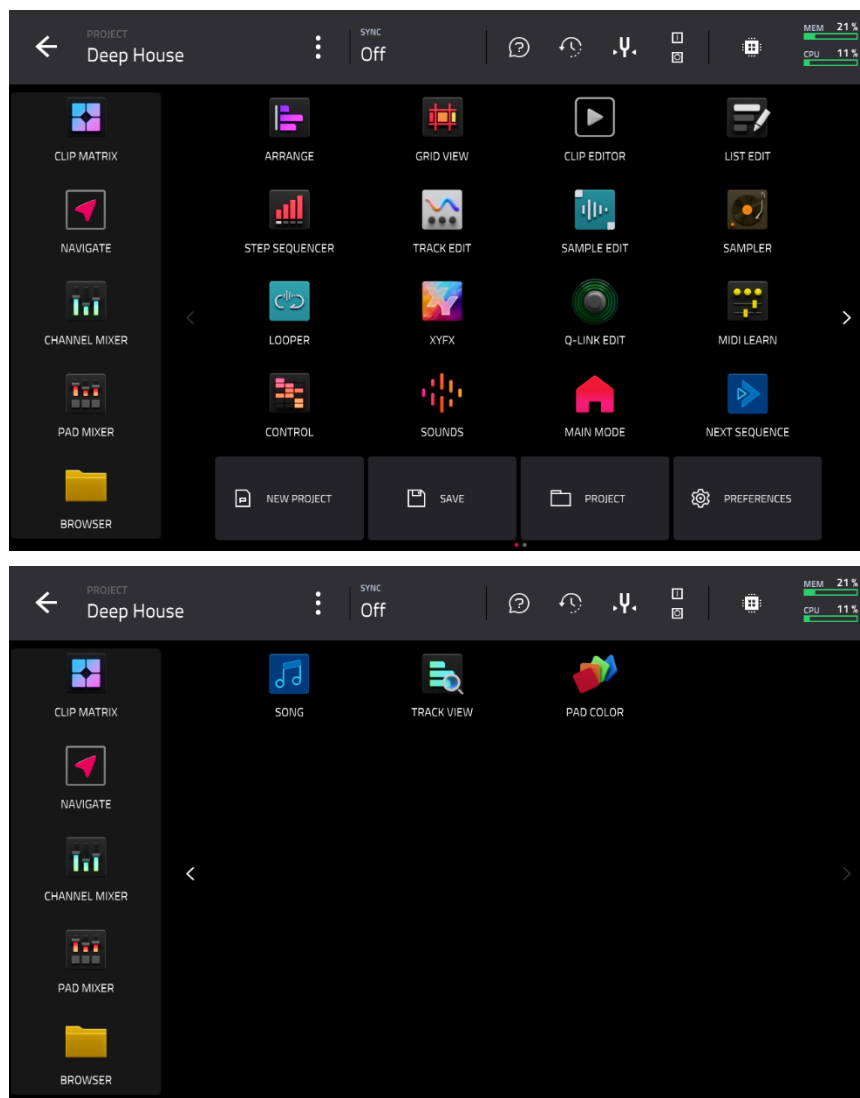 PROJECT
Deep House
SYNC
Off
MEM 21%
CPU 11%
CLIP MATRIX
ARRANGE
GRID VIEW
CLIP EDITOR
LIST EDIT
NAVIGATE
STEP SEQUENCER
TRACK EDIT
SAMPLE EDIT
SAMPLER
CHANNEL MIXER
LOOPER
XY
XYFX
Q-LINK EDIT
MIDI LEARN
PAD MIXER
CONTROL
SOUNDS
MAIN MODE
NEXT SEQUENCE
BROWSER
NEW PROJECT
SAVE
PROJECT
PREFERENCES
PROJECT
Deep House
SYNC
Off
MEM 21%
CPU 11%
CLIP MATRIX
SONG
TRACK VIEW
PAD COLOR
NAVIGATE
CHANNEL MIXER
PAD MIXER
BROWSER